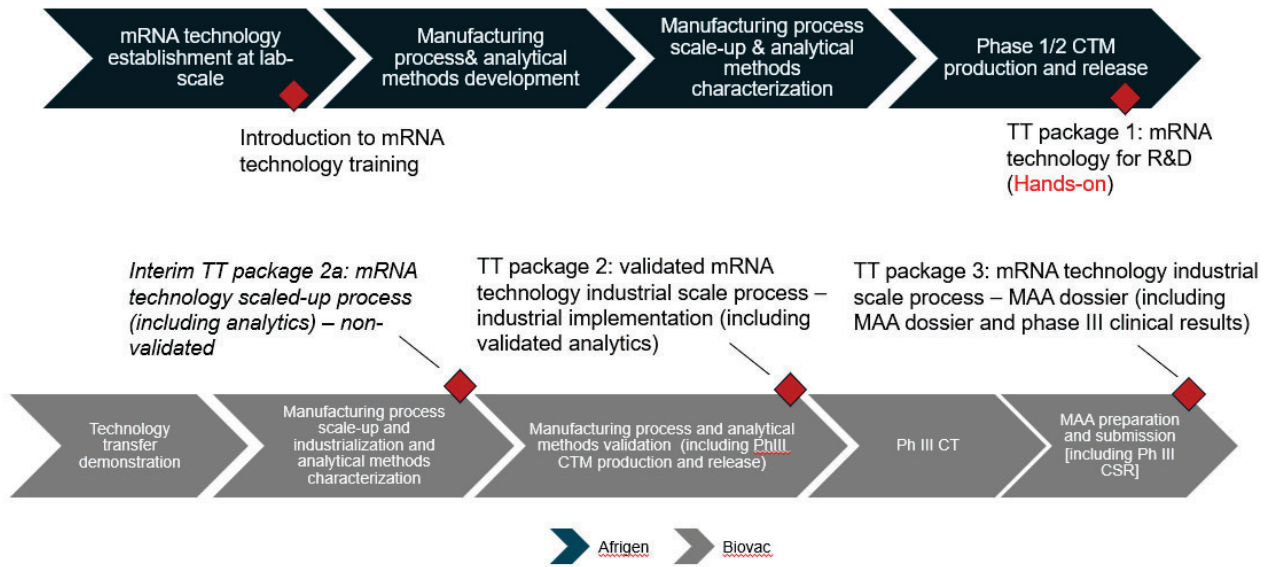 mRNA technology
establishment at lab-
scale
Manufacturing
process& analytical
methods development
Manufacturing process
scale-up & analytical
methods
characterization
Phase 1/2 CTM
production and release
Introduction to mRNA
technology training
TT package 1: mRNA
technology for R&D
(Hands-on)
Interim TT package 2a: mRNA
technology scaled-up process
(including analytics) – non-
validated
TT package 2: validated mRNA
technology industrial scale process –
industrial implementation (including
validated analytics)
TT package 3: mRNA technology industrial
scale process – MAA dossier (including
MAA dossier and phase III clinical results)
Technology
transfer
demonstration
Manufacturing process
scale-up and
industrialization and
analytical methods
characterization
Manufacturing process and analytical
methods validation (including PhIII
CTM production and release)
Ph III CT
MAA preparation
and submission
[including Ph III
CSR]
Afrigen
Biovac